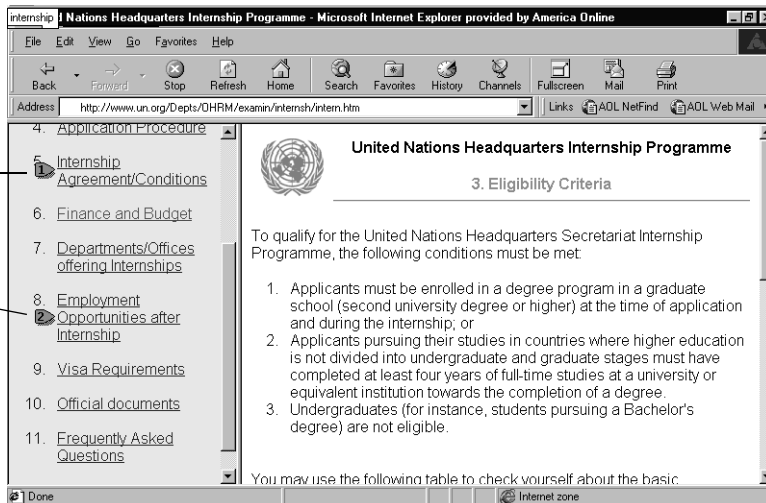 internship
d Nations Headquarters Internship Programme - Microsoft Internet Explorer provided by America Online
File Edit View Go Favorites Help
Back Forward Stop Refresh Home Search Favorites History Channels Fullscreen Mail Print
Address http://www.un.org/Depts/OHRM/examin/internsh/intern.htm Links AOL NetFind AOL Web Mail
4. Application Procedure
5. Internship
1
Agreement/Conditions
6. Finance and Budget
7. Departments/Offices
offering Internships
8. Employment
2
Opportunities after
Internship
9. Visa Requirements
10. Official documents
11. Frequently Asked
Questions
United Nations Headquarters Internship Programme
3. Eligibility Criteria
To qualify for the United Nations Headquarters Secretariat Internship
Programme, the following conditions must be met:
1. Applicants must be enrolled in a degree program in a graduate
school (second university degree or higher) at the time of application
and during the internship; or
2. Applicants pursuing their studies in countries where higher education
is not divided into undergraduate and graduate stages must have
completed at least four years of full-time studies at a university or
equivalent institution towards the completion of a degree.
3. Undergraduates (for instance, students pursuing a Bachelor's
degree) are not eligible.
You may use the following table to check yourself about the basic
Done Internet zone